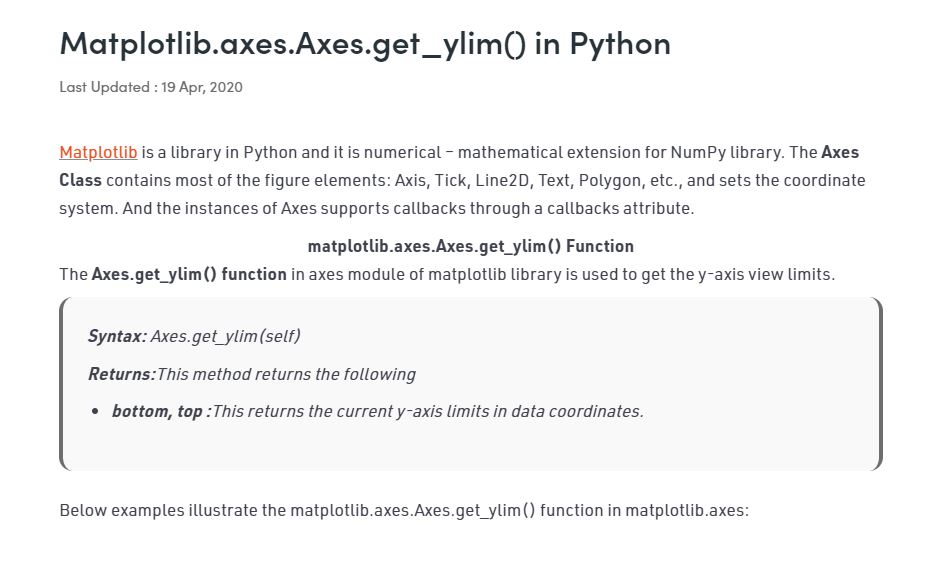 Matplotlib.axes.Axes.get_ylim() in Python
Last Updated : 19 Apr, 2020
Matplotlib is a library in Python and it is numerical – mathematical extension for NumPy library. The Axes
Class contains most of the figure elements: Axis, Tick, Line2D, Text, Polygon, etc., and sets the coordinate
system. And the instances of Axes supports callbacks through a callbacks attribute.
matplotlib.axes.Axes.get_ylim() Function
The Axes.get_ylim() function in axes module of matplotlib library is used to get the y-axis view limits.
Syntax: Axes.get_ylim(self)
Returns:This method returns the following
• bottom, top :This returns the current y-axis limits in data coordinates.
Below examples illustrate the matplotlib.axes.Axes.get_ylim() function in matplotlib.axes: